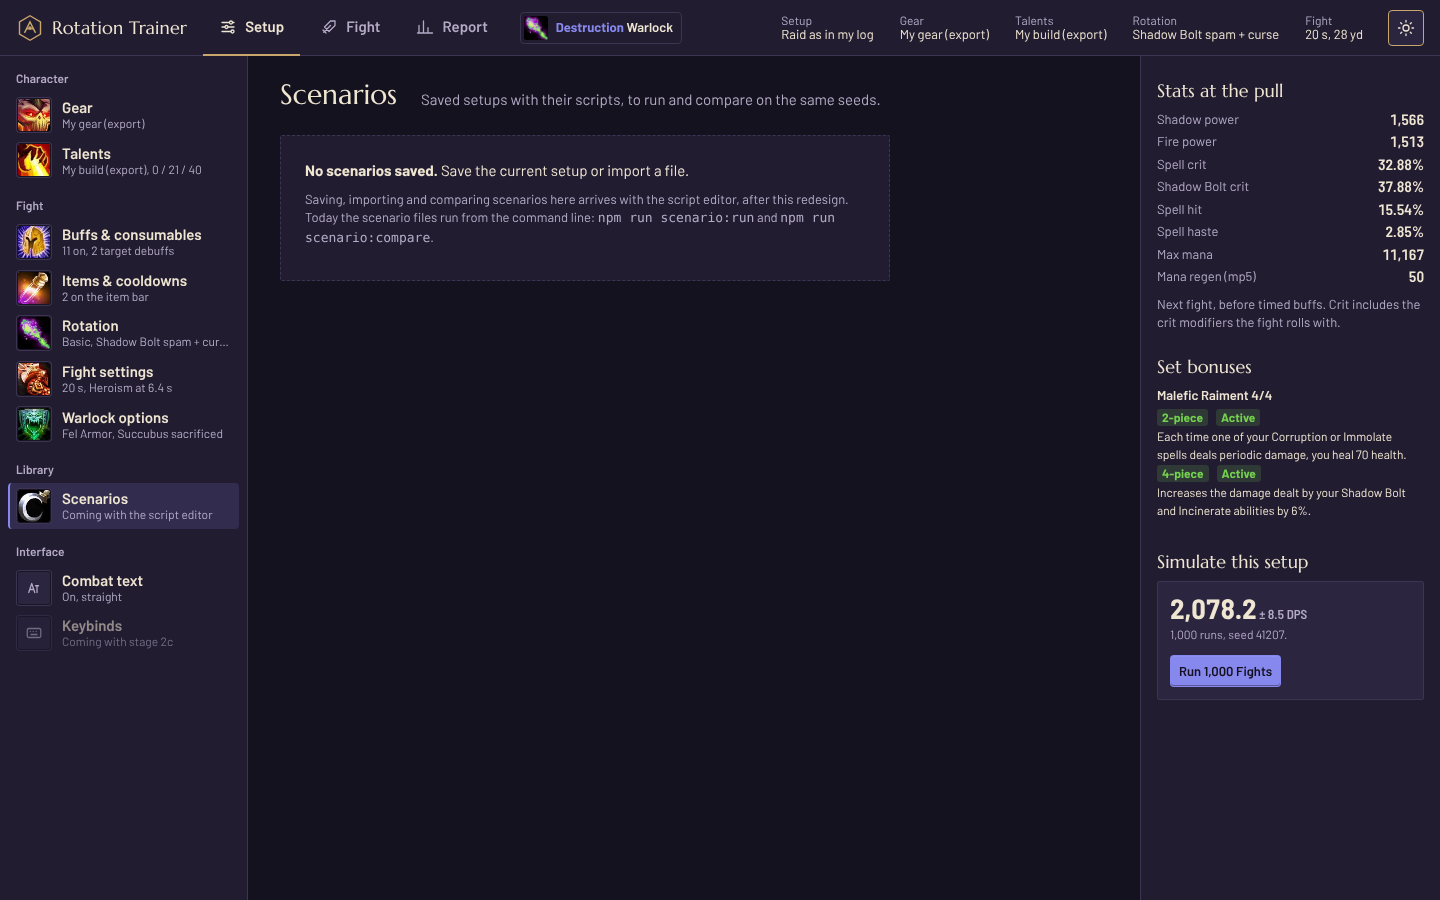 Rotation Trainer
Setup
Fight
Report
Destruction Warlock
Setup
Raid as in my log
Gear
My gear (export)
Talents
My build (export)
Rotation
Shadow Bolt spam + curse
Fight
20 s, 28 yd
Character
Gear
My gear (export)
Talents
My build (export), 0 / 21 / 40
Fight
Buffs & consumables
11 on, 2 target debuffs
Items & cooldowns
2 on the item bar
Rotation
Basic, Shadow Bolt spam + cur...
Fight settings
20 s, Heroism at 6.4 s
Warlock options
Fel Armor, Succubus sacrificed
Library
Scenarios
Coming with the script editor
Interface
AT
Combat text
On, straight
Keybinds
Coming with stage 2c
Scenarios
Saved setups with their scripts, to run and compare on the same seeds.
No scenarios saved. Save the current setup or import a file.
Saving, importing and comparing scenarios here arrives with the script editor, after this redesign.
Today the scenario files run from the command line: npm run scenario:run and npm run
scenario:compare.
Stats at the pull
Shadow power 1,566
Fire power 1,513
Spell crit 32.88%
Shadow Bolt crit 37.88%
Spell hit 15.54%
Spell haste 2.85%
Max mana 11,167
Mana regen (mp5) 50
Next fight, before timed buffs. Crit includes the
crit modifiers the fight rolls with.
Set bonuses
Malefic Raiment 4/4
2-piece Active
Each time one of your Corruption or Immolate
spells deals periodic damage, you heal 70 health.
4-piece Active
Increases the damage dealt by your Shadow Bolt
and Incinerate abilities by 6%.
Simulate this setup
2,078.2 ± 8.5 DPS
1,000 runs, seed 41207.
Run 1,000 Fights